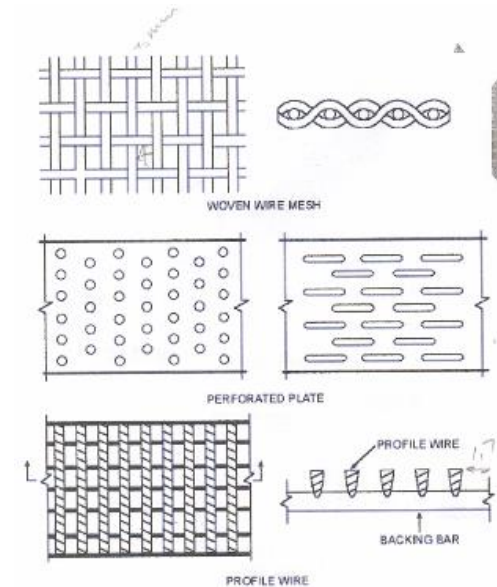 WOVEN WIRE MESH
PERFORATED PLATE
PROFILE WIRE
BACKING BAR
PROFILE WIRE